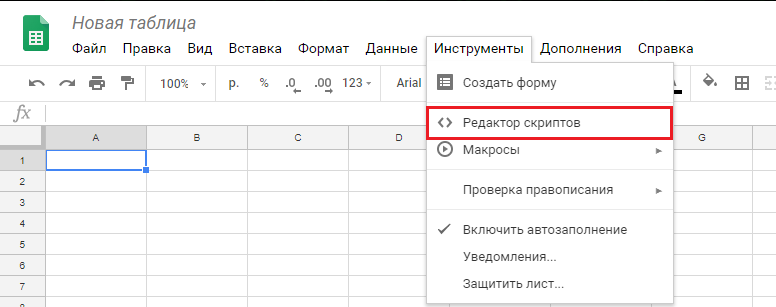 Новая таблица
Файл Правка Вид Вставка Формат Данные Инструменты Дополнения Справка
100% р. % .0 .00 123 Arial A
Создать форму
fx
Редактор скриптов
A B C D G
Макросы
1
2
Проверка правописания
3
4
Включить автозаполнение
5
Уведомления...
6
Защитить лист...
7